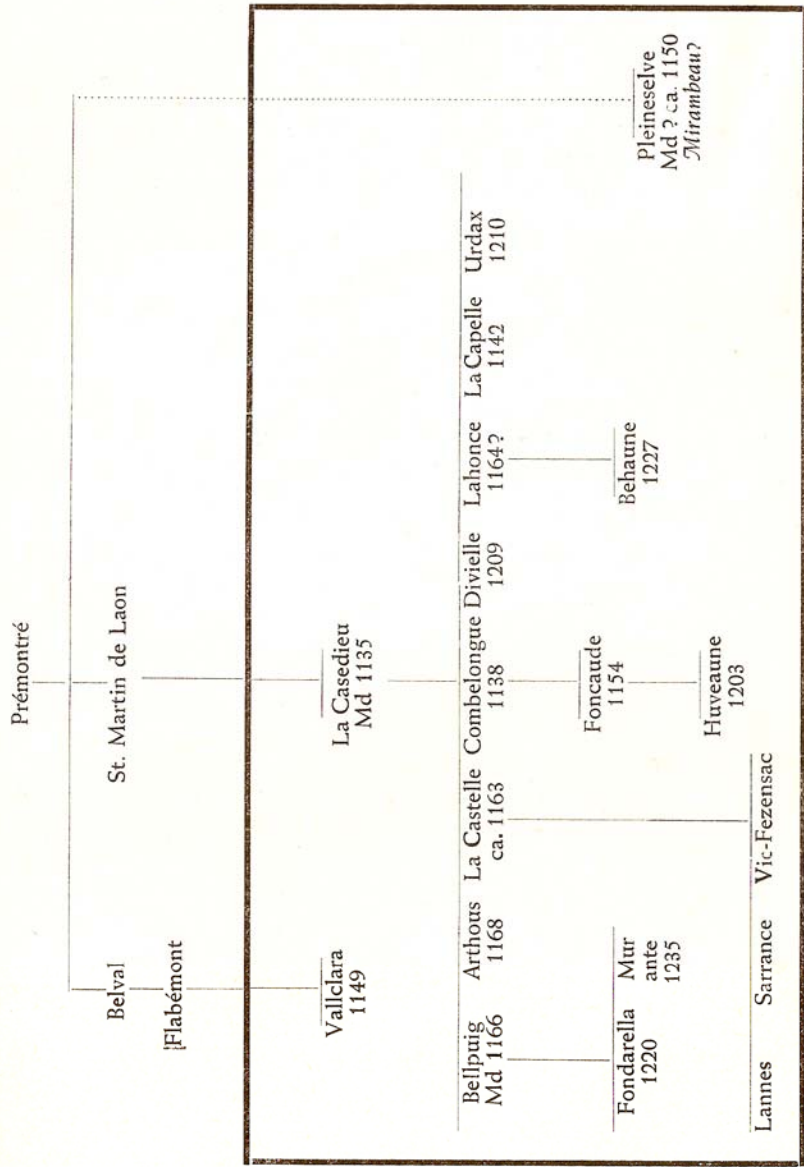 Prémontré
Belval
St. Martin de Laon
Flabémont
Vallclara
1149
La Casedieu
Md 1135
Bellpuig
Md 1166
Arthous
1168
La Castelle
ca. 1163
Combelongue
1138
Divielle
1209
Lahonce
1164?
La Capelle
1142
Urdax
1210
Fondarella
1220
Mur
ante
1235
Foncaude
1154
Behaune
1227
Pleineselve
Md ? ca. 1150
Mirambeau?
Huveaune
1203
Lannes
Sarrance
Vic-Fezensac